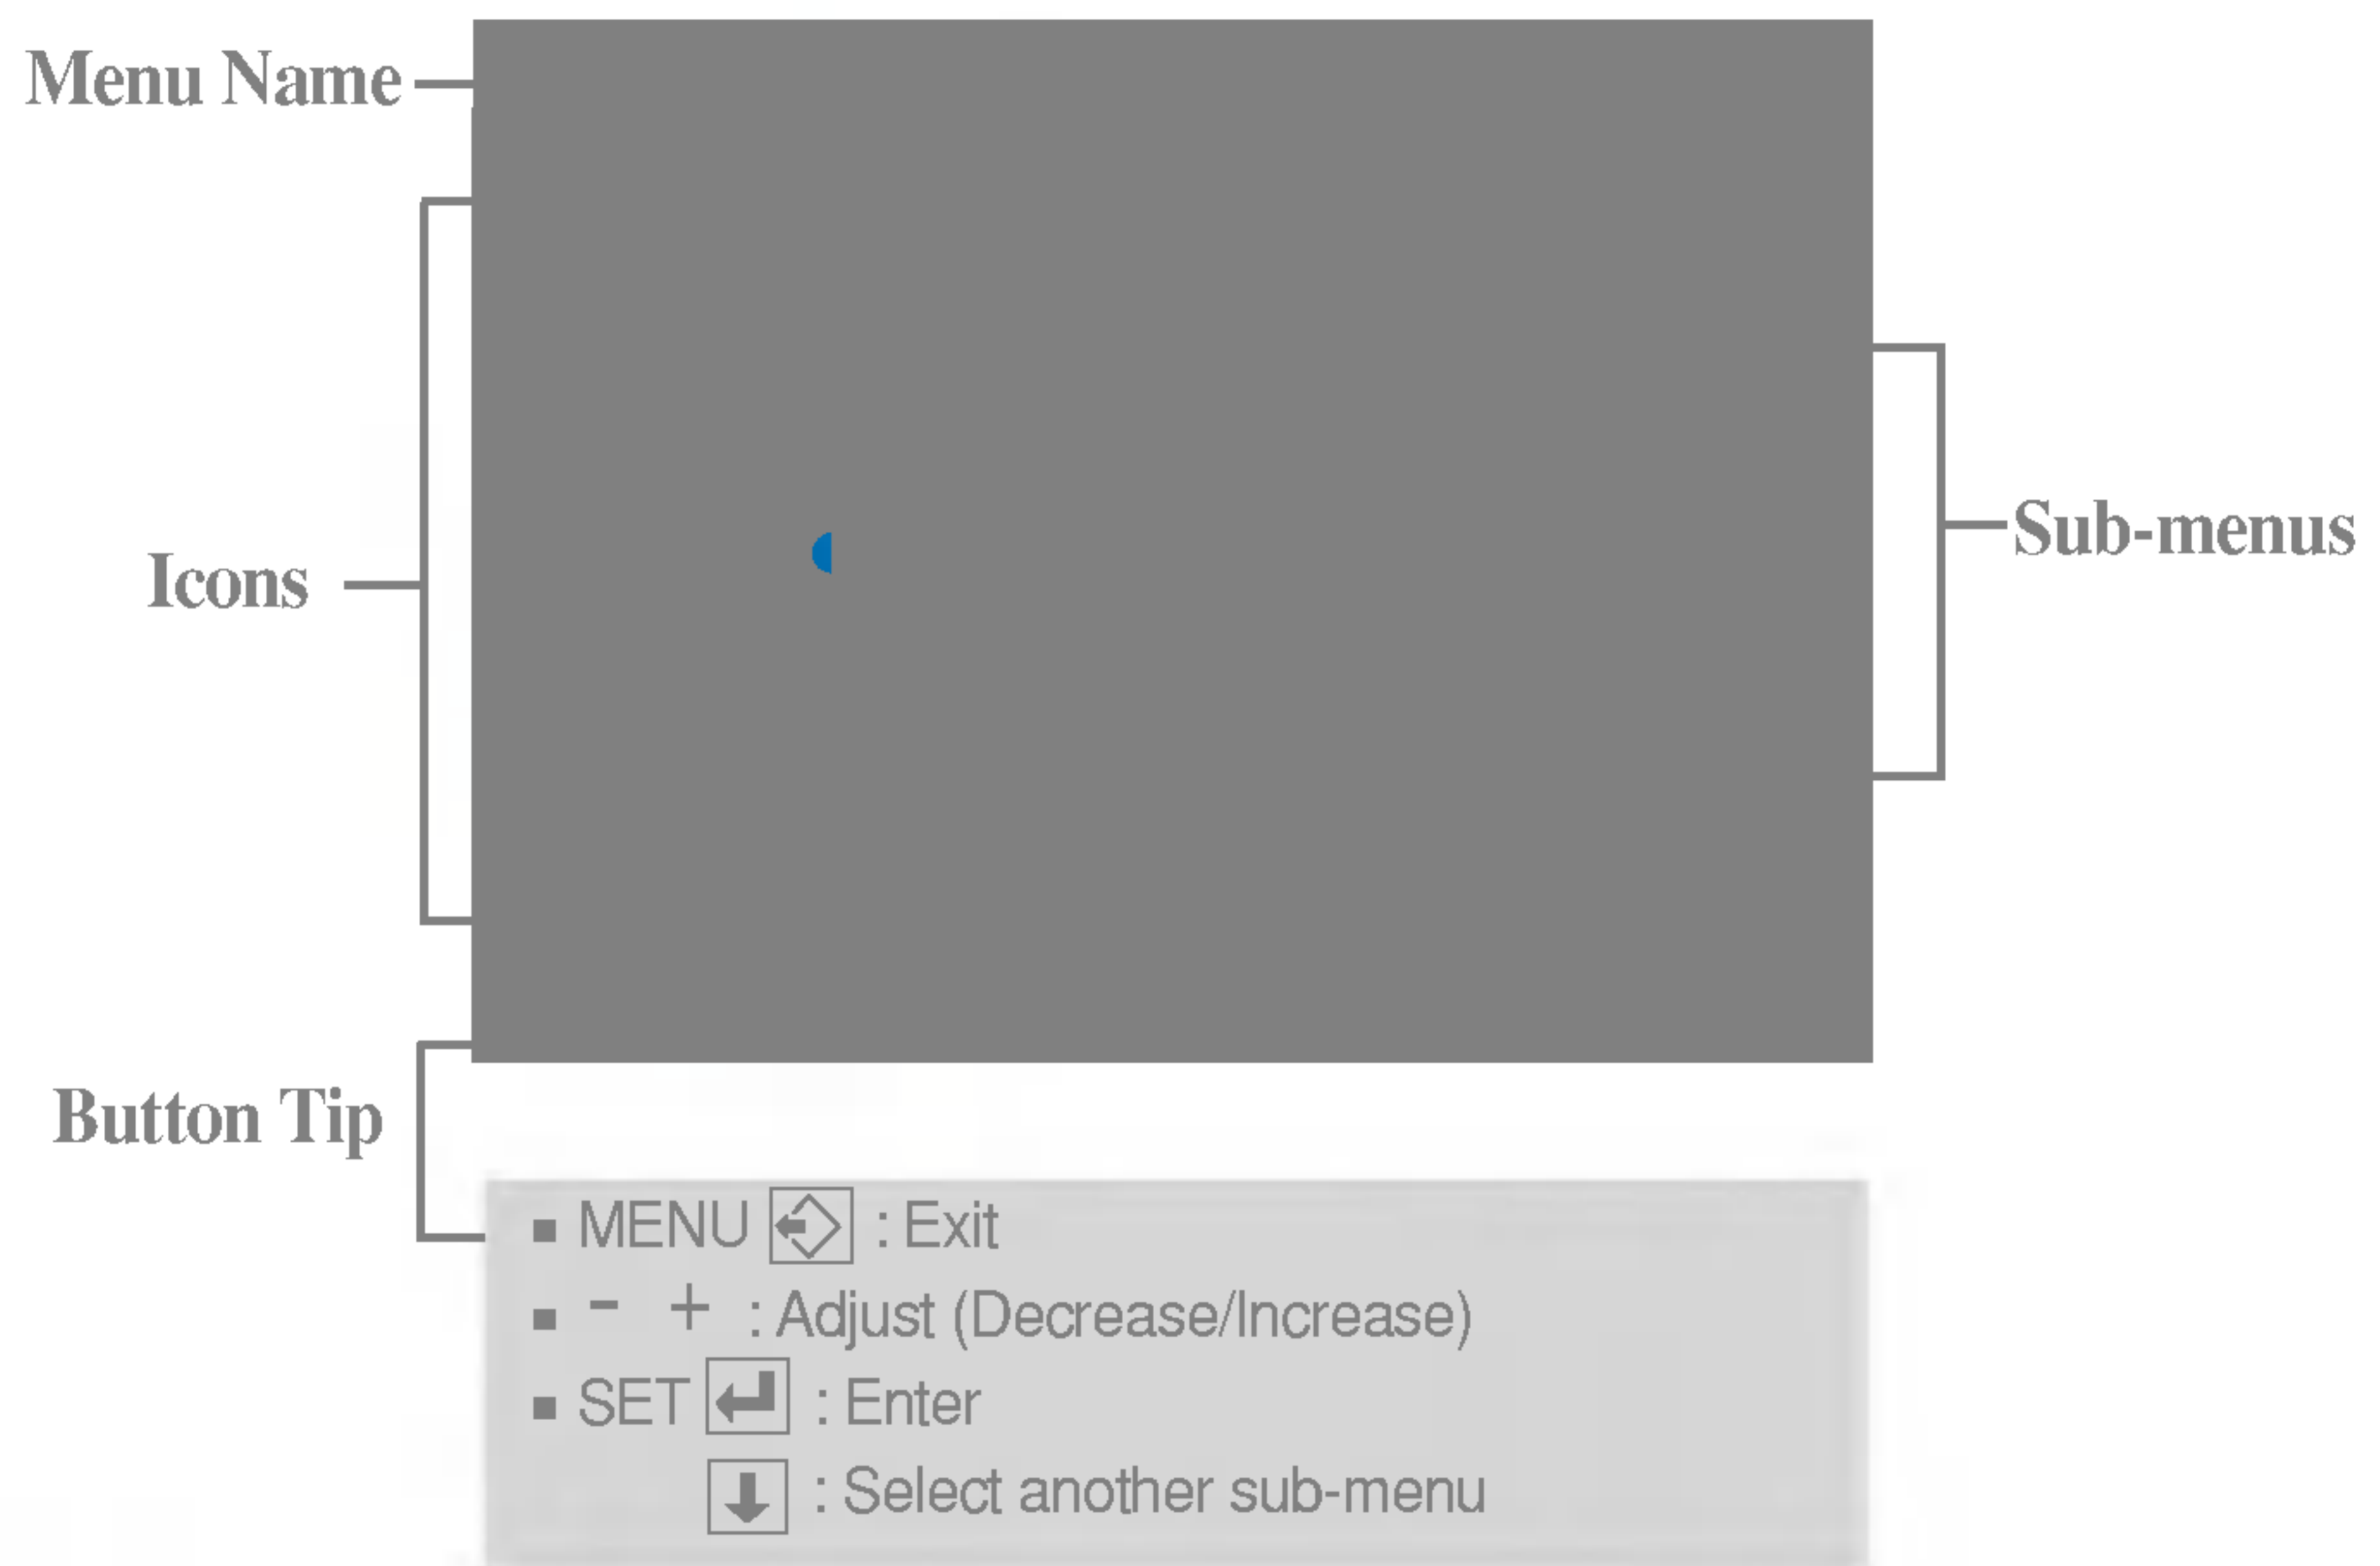 Menu Name
Icons
Sub-menus
Button Tip
▪ MENU : Exit
▪ - + : Adjust (Decrease/Increase)
▪ SET : Enter
: Select another sub-menu